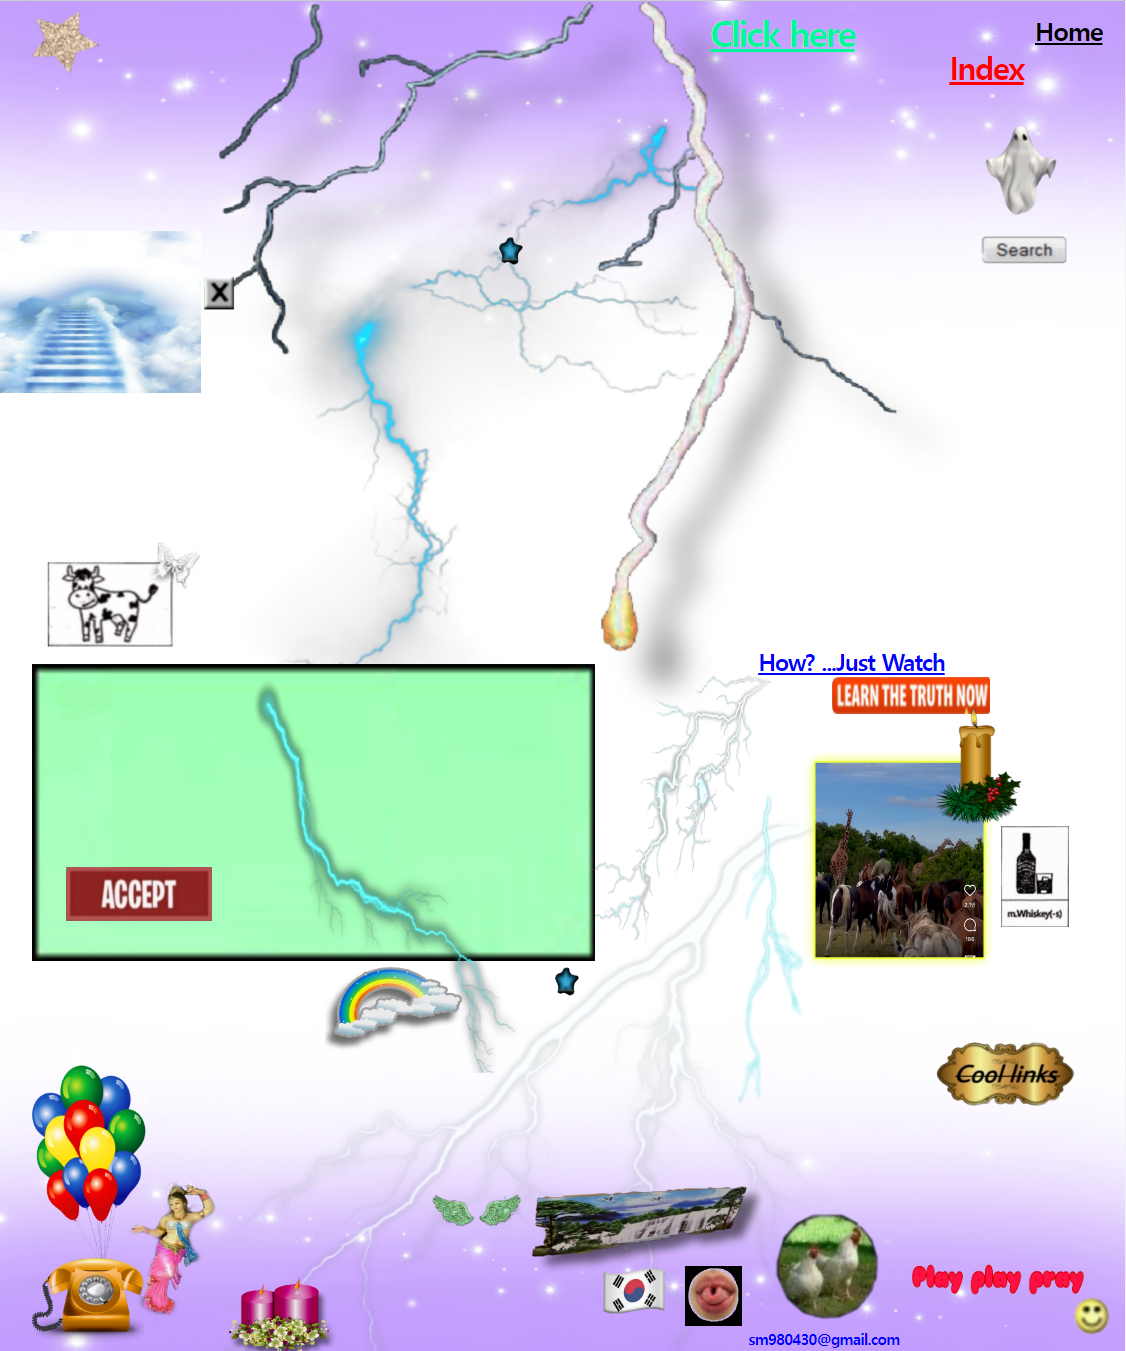 Click here
Home
Index
Search
X
How? ...Just Watch
LEARN THE TRUTH NOW
ACCEPT
m.Whiskey(-s)
Cool links
Play play pray
sm980430@gmail.com